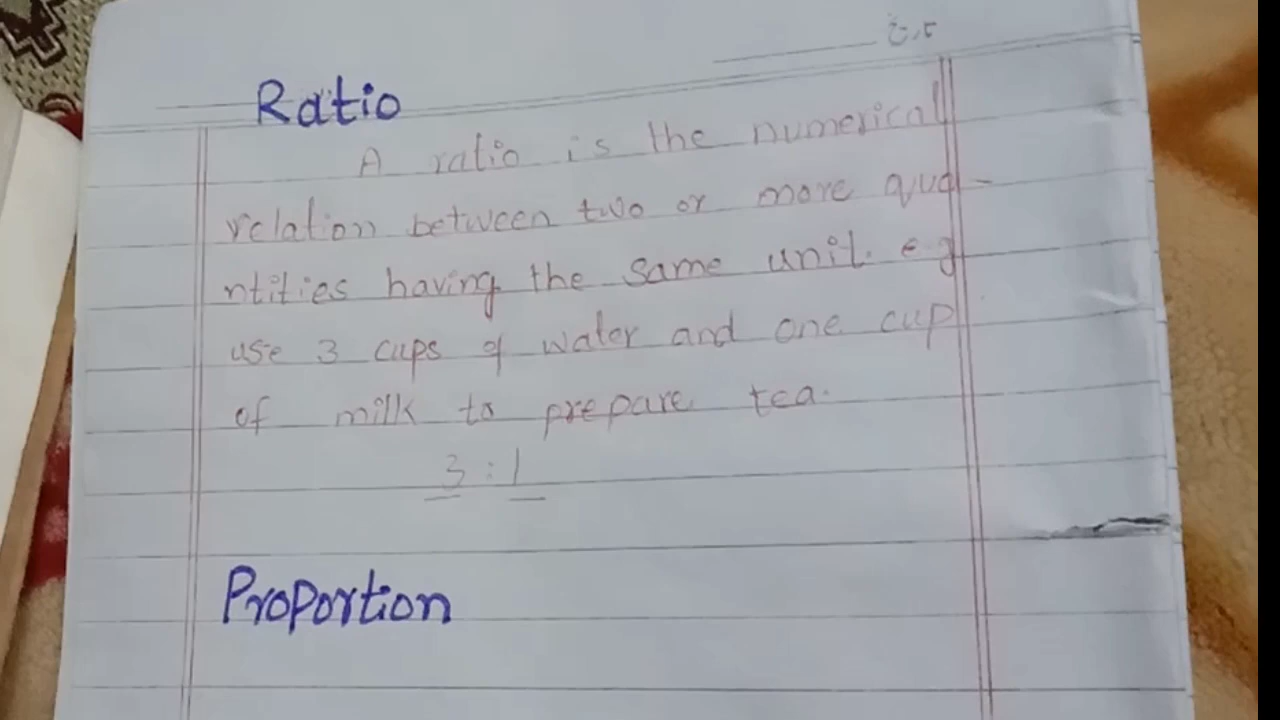 Ratio
A ratio is the numerical
relation between two or more qua-
ntities having the same unit. e.g
use 3 cups of water and one cup
of milk to prepare tea.
3 : 1
Proportion